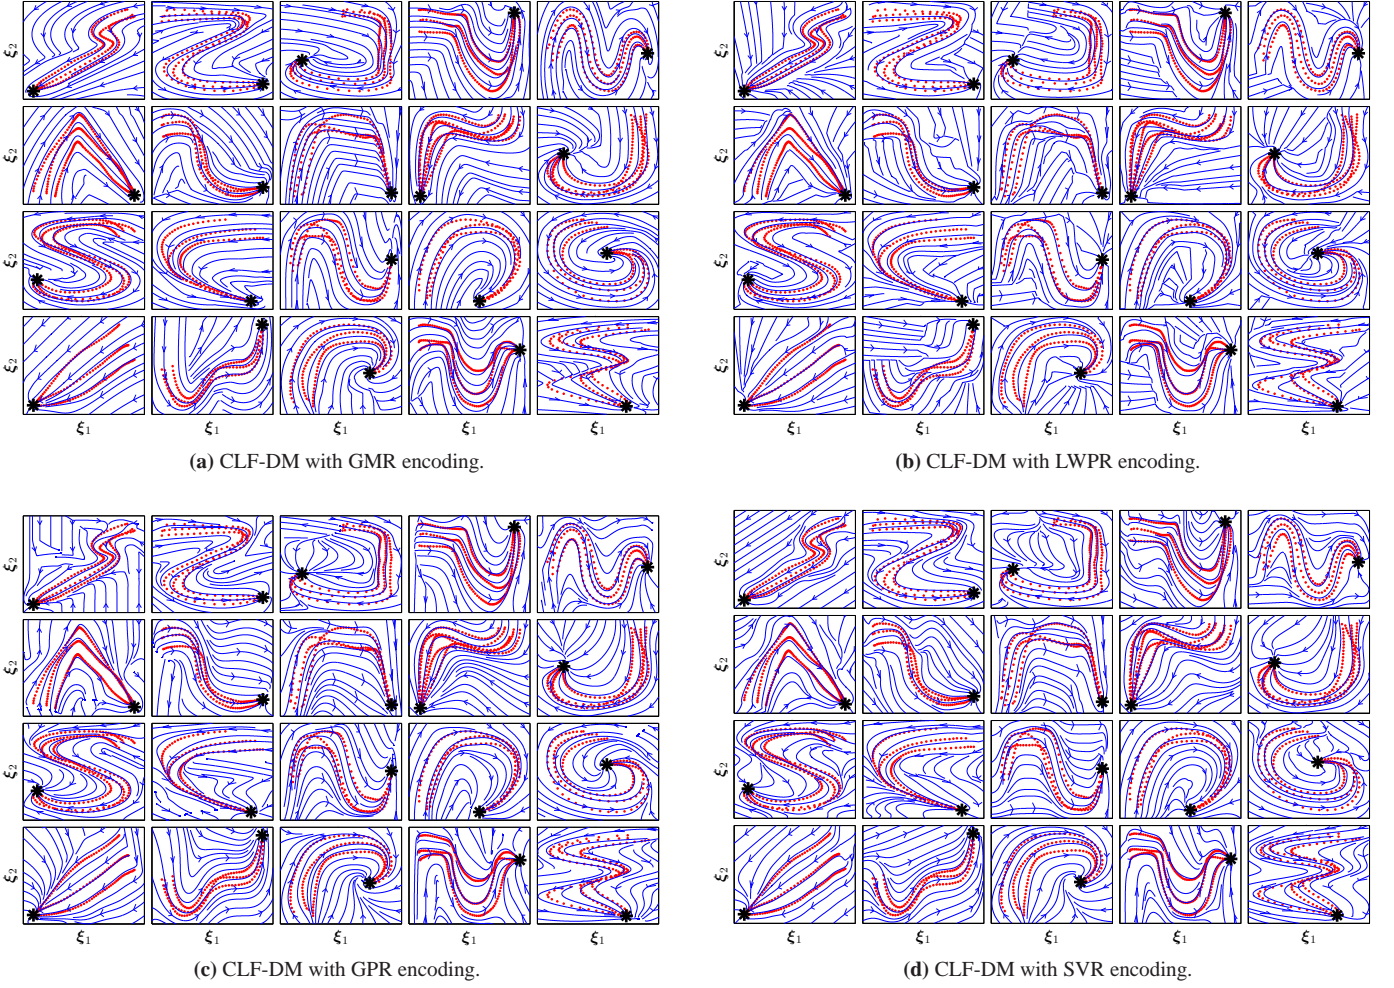 ξ₂
ξ₂
ξ₂
ξ₂
ξ₁ ξ₁ ξ₁ ξ₁ ξ₁
(a) CLF-DM with GMR encoding.
ξ₂
ξ₂
ξ₂
ξ₂
ξ₁ ξ₁ ξ₁ ξ₁ ξ₁
(b) CLF-DM with LWPR encoding.
ξ₂
ξ₂
ξ₂
ξ₂
ξ₁ ξ₁ ξ₁ ξ₁ ξ₁
(c) CLF-DM with GPR encoding.
ξ₂
ξ₂
ξ₂
ξ₂
ξ₁ ξ₁ ξ₁ ξ₁ ξ₁
(d) CLF-DM with SVR encoding.